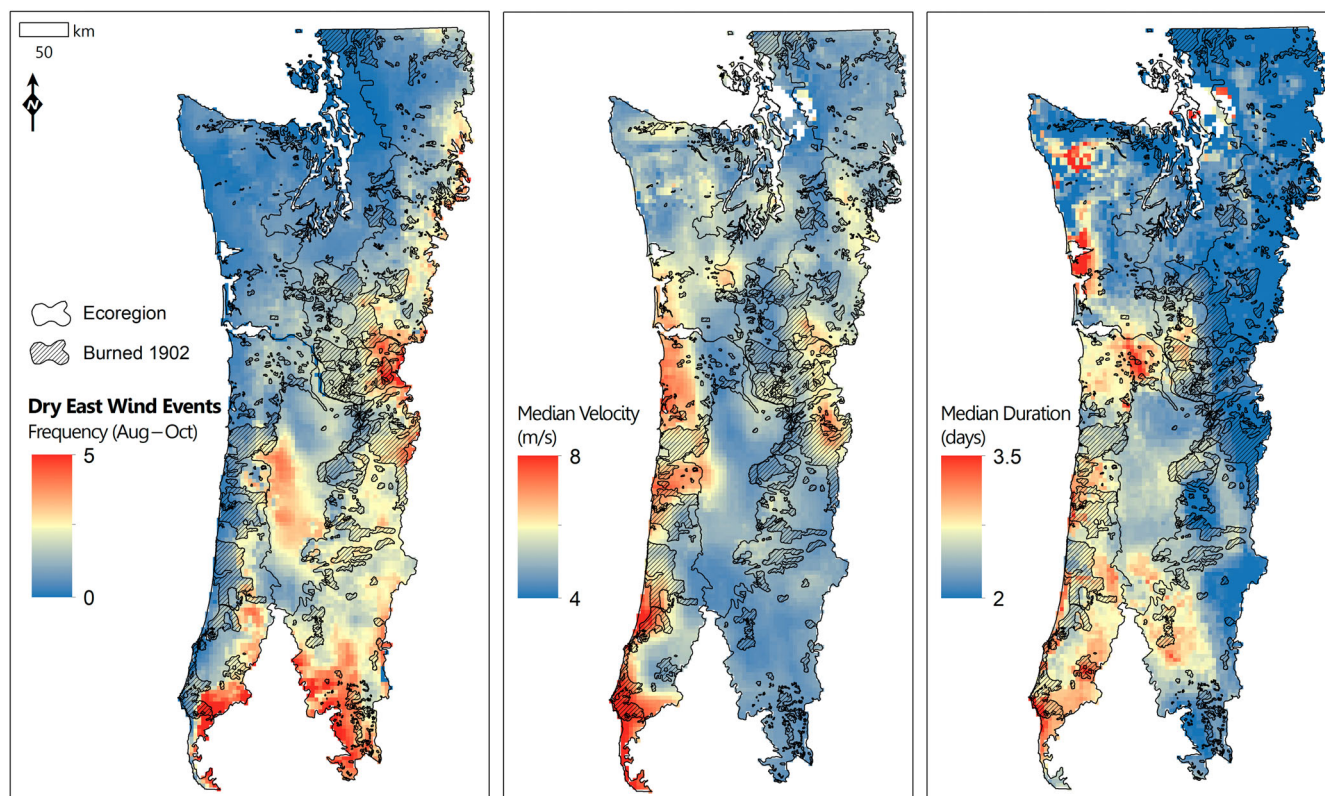 km
50
N
Ecoregion
Burned 1902
Dry East Wind Events
Frequency (Aug – Oct)
5
0
Median Velocity
(m/s)
8
4
Median Duration
(days)
3.5
2